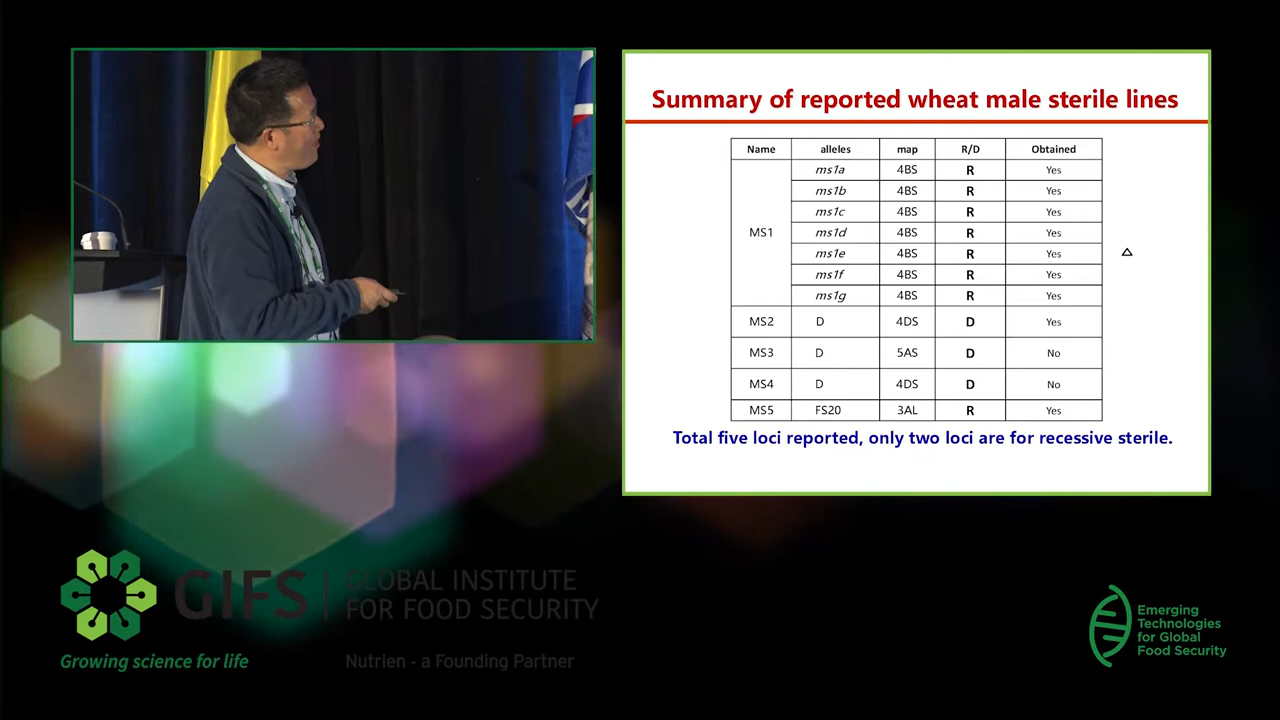 Summary of reported wheat male sterile lines
Name alleles map R/D Obtained
MS1
ms1a 4BS R Yes
ms1b 4BS R Yes
ms1c 4BS R Yes
ms1d 4BS R Yes
ms1e 4BS R Yes
ms1f 4BS R Yes
ms1g 4BS R Yes
MS2 D 4DS D Yes
MS3 D 5AS D No
MS4 D 4DS D No
MS5 FS20 3AL R Yes
Total five loci reported, only two loci are for recessive sterile.
GIFS
GLOBAL INSTITUTE
FOR FOOD SECURITY
Growing science for life
Nutrien - a Founding Partner
Emerging
Technologies
for Global
Food Security